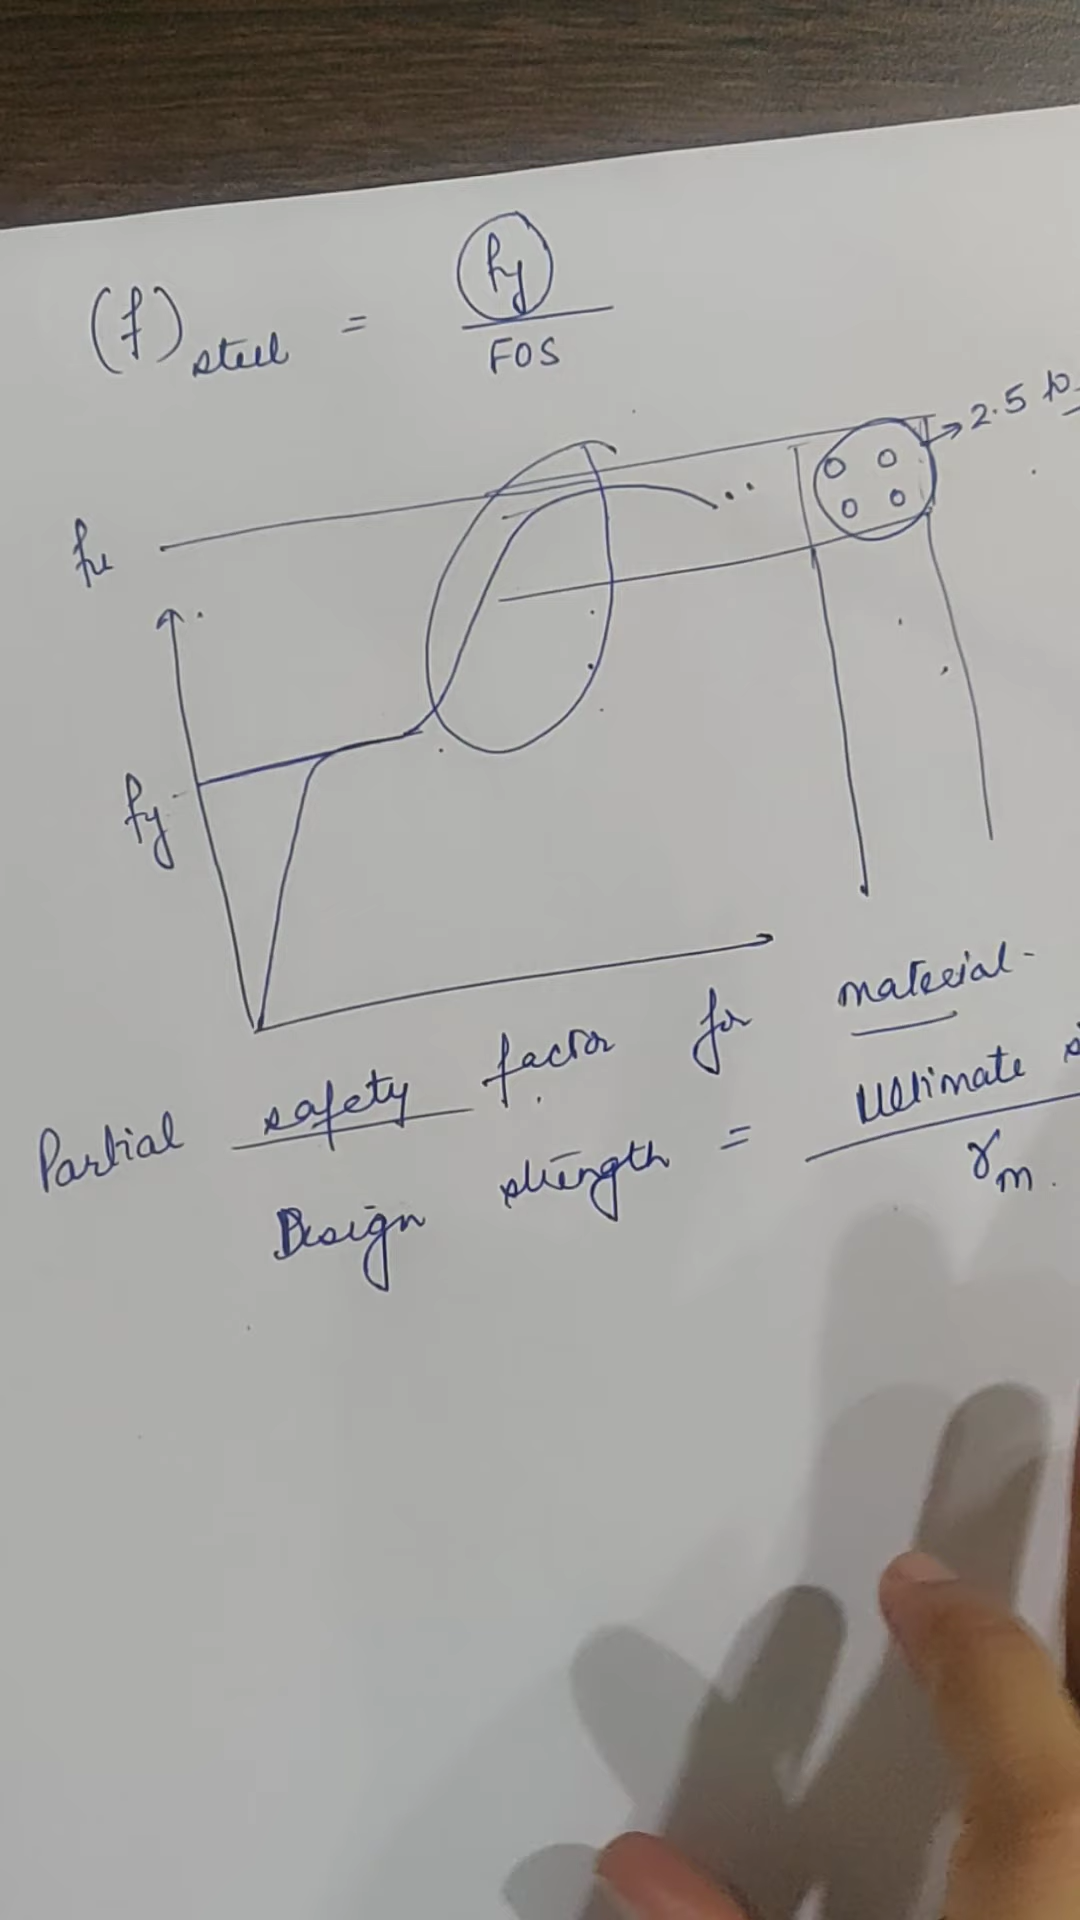 (f) steel = fy
FOS
2.5
fu
fy
Partial safety factor for material.
Design strength = Ultimate
γm.